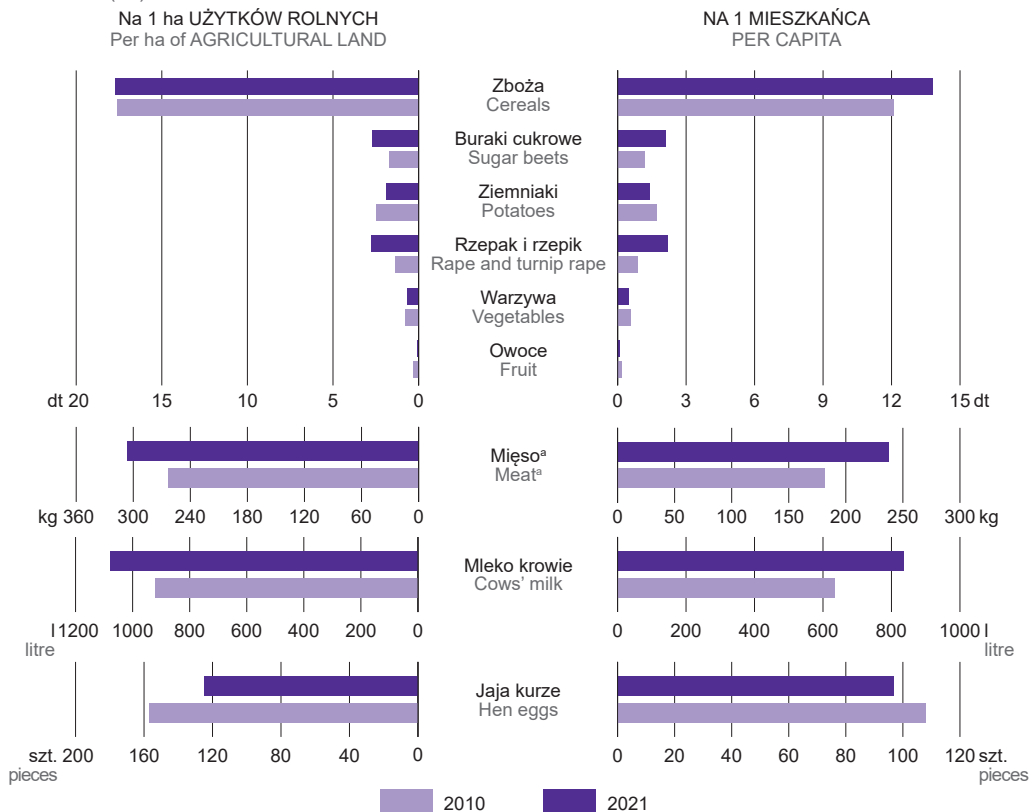 Na 1 ha UŻYTKÓW ROLNYCH
Per ha of AGRICULTURAL LAND
NA 1 MIESZKAŃCA
PER CAPITA
Zboża
Cereals
Buraki cukrowe
Sugar beets
Ziemniaki
Potatoes
Rzepak i rzepik
Rape and turnip rape
Warzywa
Vegetables
Owoce
Fruit
dt 20 15 10 5 0
0 3 6 9 12 15 dt
Mięsoᵃ
Meatᵃ
kg 360 300 240 180 120 60 0
0 50 100 150 200 250 300 kg
Mleko krowie
Cows' milk
l 1200 1000 800 600 400 200 0
litre
0 200 400 600 800 1000 l
litre
Jaja kurze
Hen eggs
szt. 200 160 120 80 40 0
pieces
0 20 40 60 80 100 120 szt.
pieces
2010 2021